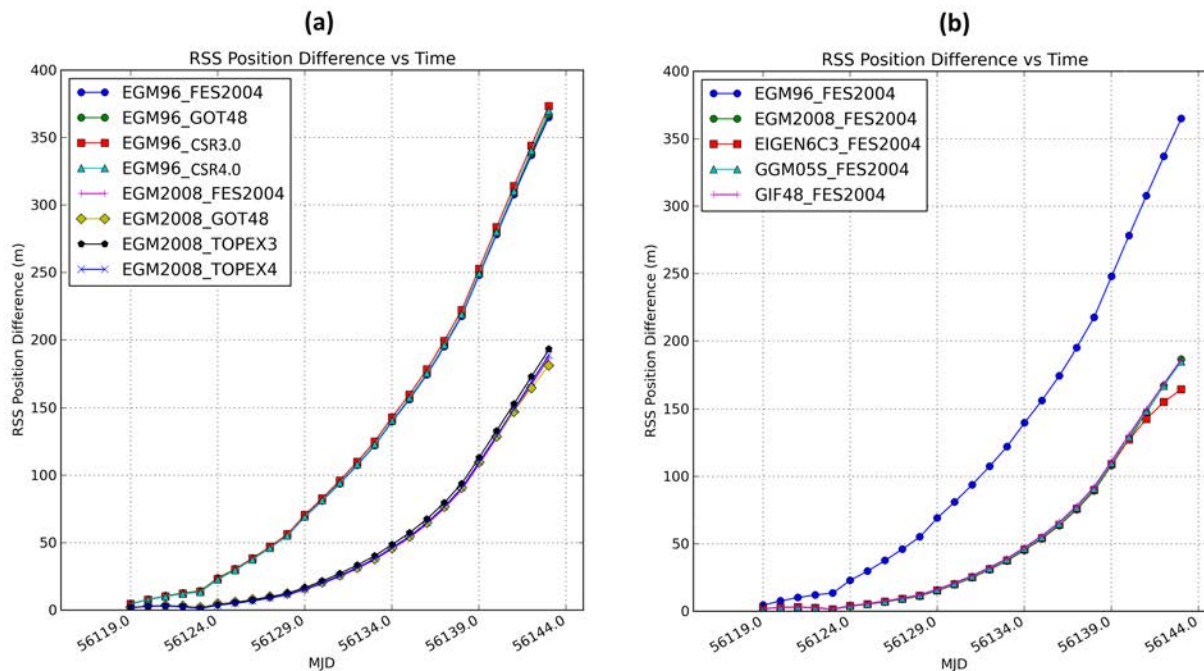 (a)
RSS Position Difference vs Time
400
350
300
250
200
150
100
50
0
RSS Position Difference (m)
EGM96_FES2004
EGM96_GOT48
EGM96_CSR3.0
EGM96_CSR4.0
EGM2008_FES2004
EGM2008_GOT48
EGM2008_TOPEX3
EGM2008_TOPEX4
56119.0
56124.0
56129.0
56134.0
56139.0
56144.0
MJD
(b)
RSS Position Difference vs Time
400
350
300
250
200
150
100
50
0
RSS Position Difference (m)
EGM96_FES2004
EGM2008_FES2004
EIGEN6C3_FES2004
GGM05S_FES2004
GIF48_FES2004
56119.0
56124.0
56129.0
56134.0
56139.0
56144.0
MJD